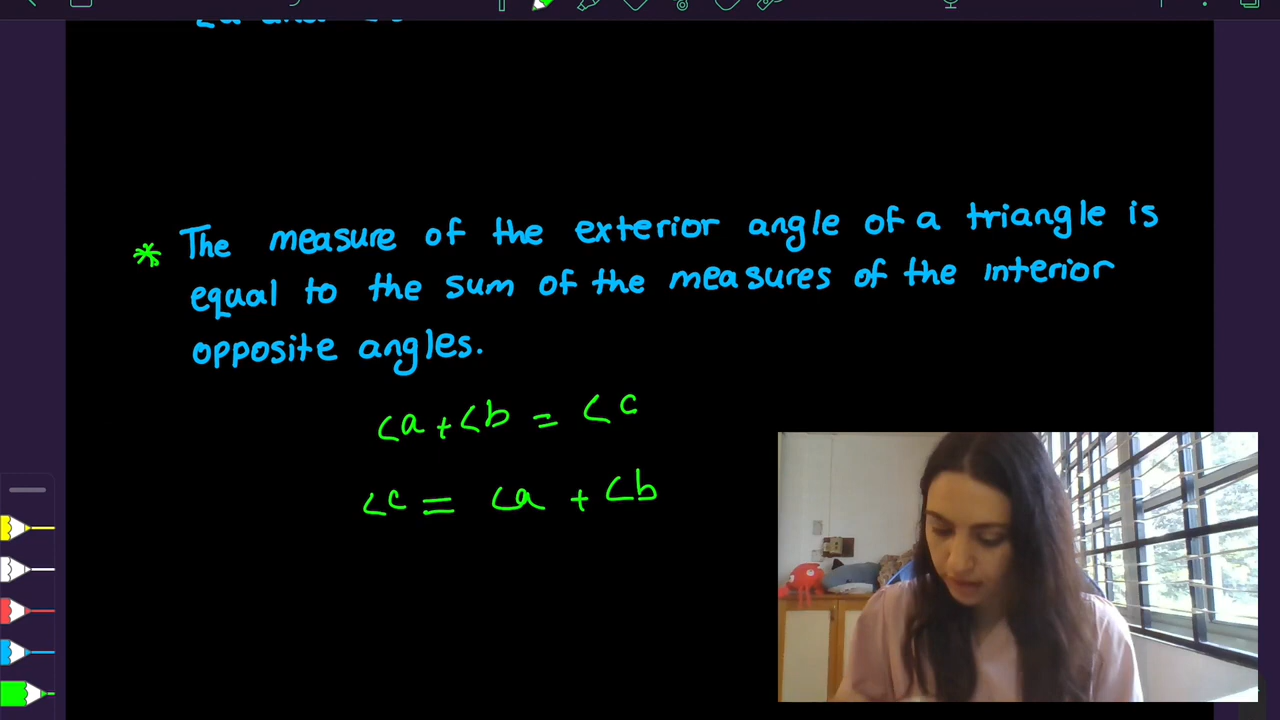 * The measure of the exterior angle of a triangle is
equal to the sum of the measures of the interior
opposite angles.
∠a+∠b = ∠c
∠c = ∠a + ∠b